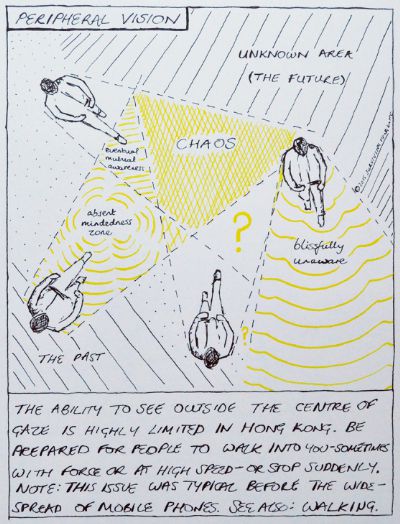 PERIPHERAL VISION
UNKNOWN AREA
(THE FUTURE)
CHAOS
eventual
mutual
awareness
absent
mindedness
zone
?
blissfully
unaware
?
THE PAST
THE ABILITY TO SEE OUTSIDE THE CENTRE OF
GAZE IS HIGHLY LIMITED IN HONG KONG. BE
PREPARED FOR PEOPLE TO WALK INTO YOU-SOMETIMES
WITH FORCE OR AT HIGH SPEED-OR STOP SUDDENLY.
NOTE: THIS ISSUE WAS TYPICAL BEFORE THE WIDE-
SPREAD OF MOBILE PHONES. SEE ALSO: WALKING.